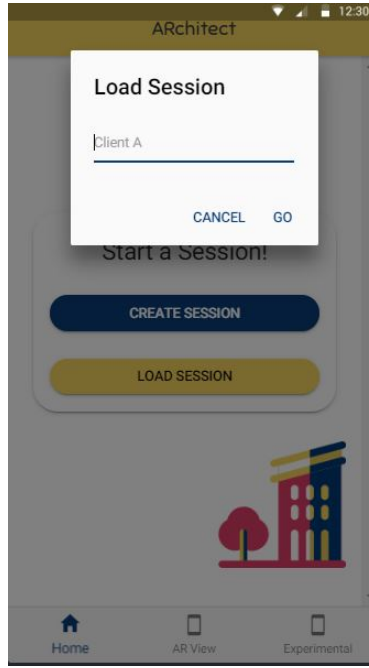 12:30
ARchitect
Load Session
Client A
CANCEL GO
Start a Session!
CREATE SESSION
LOAD SESSION
Home AR View Experimental